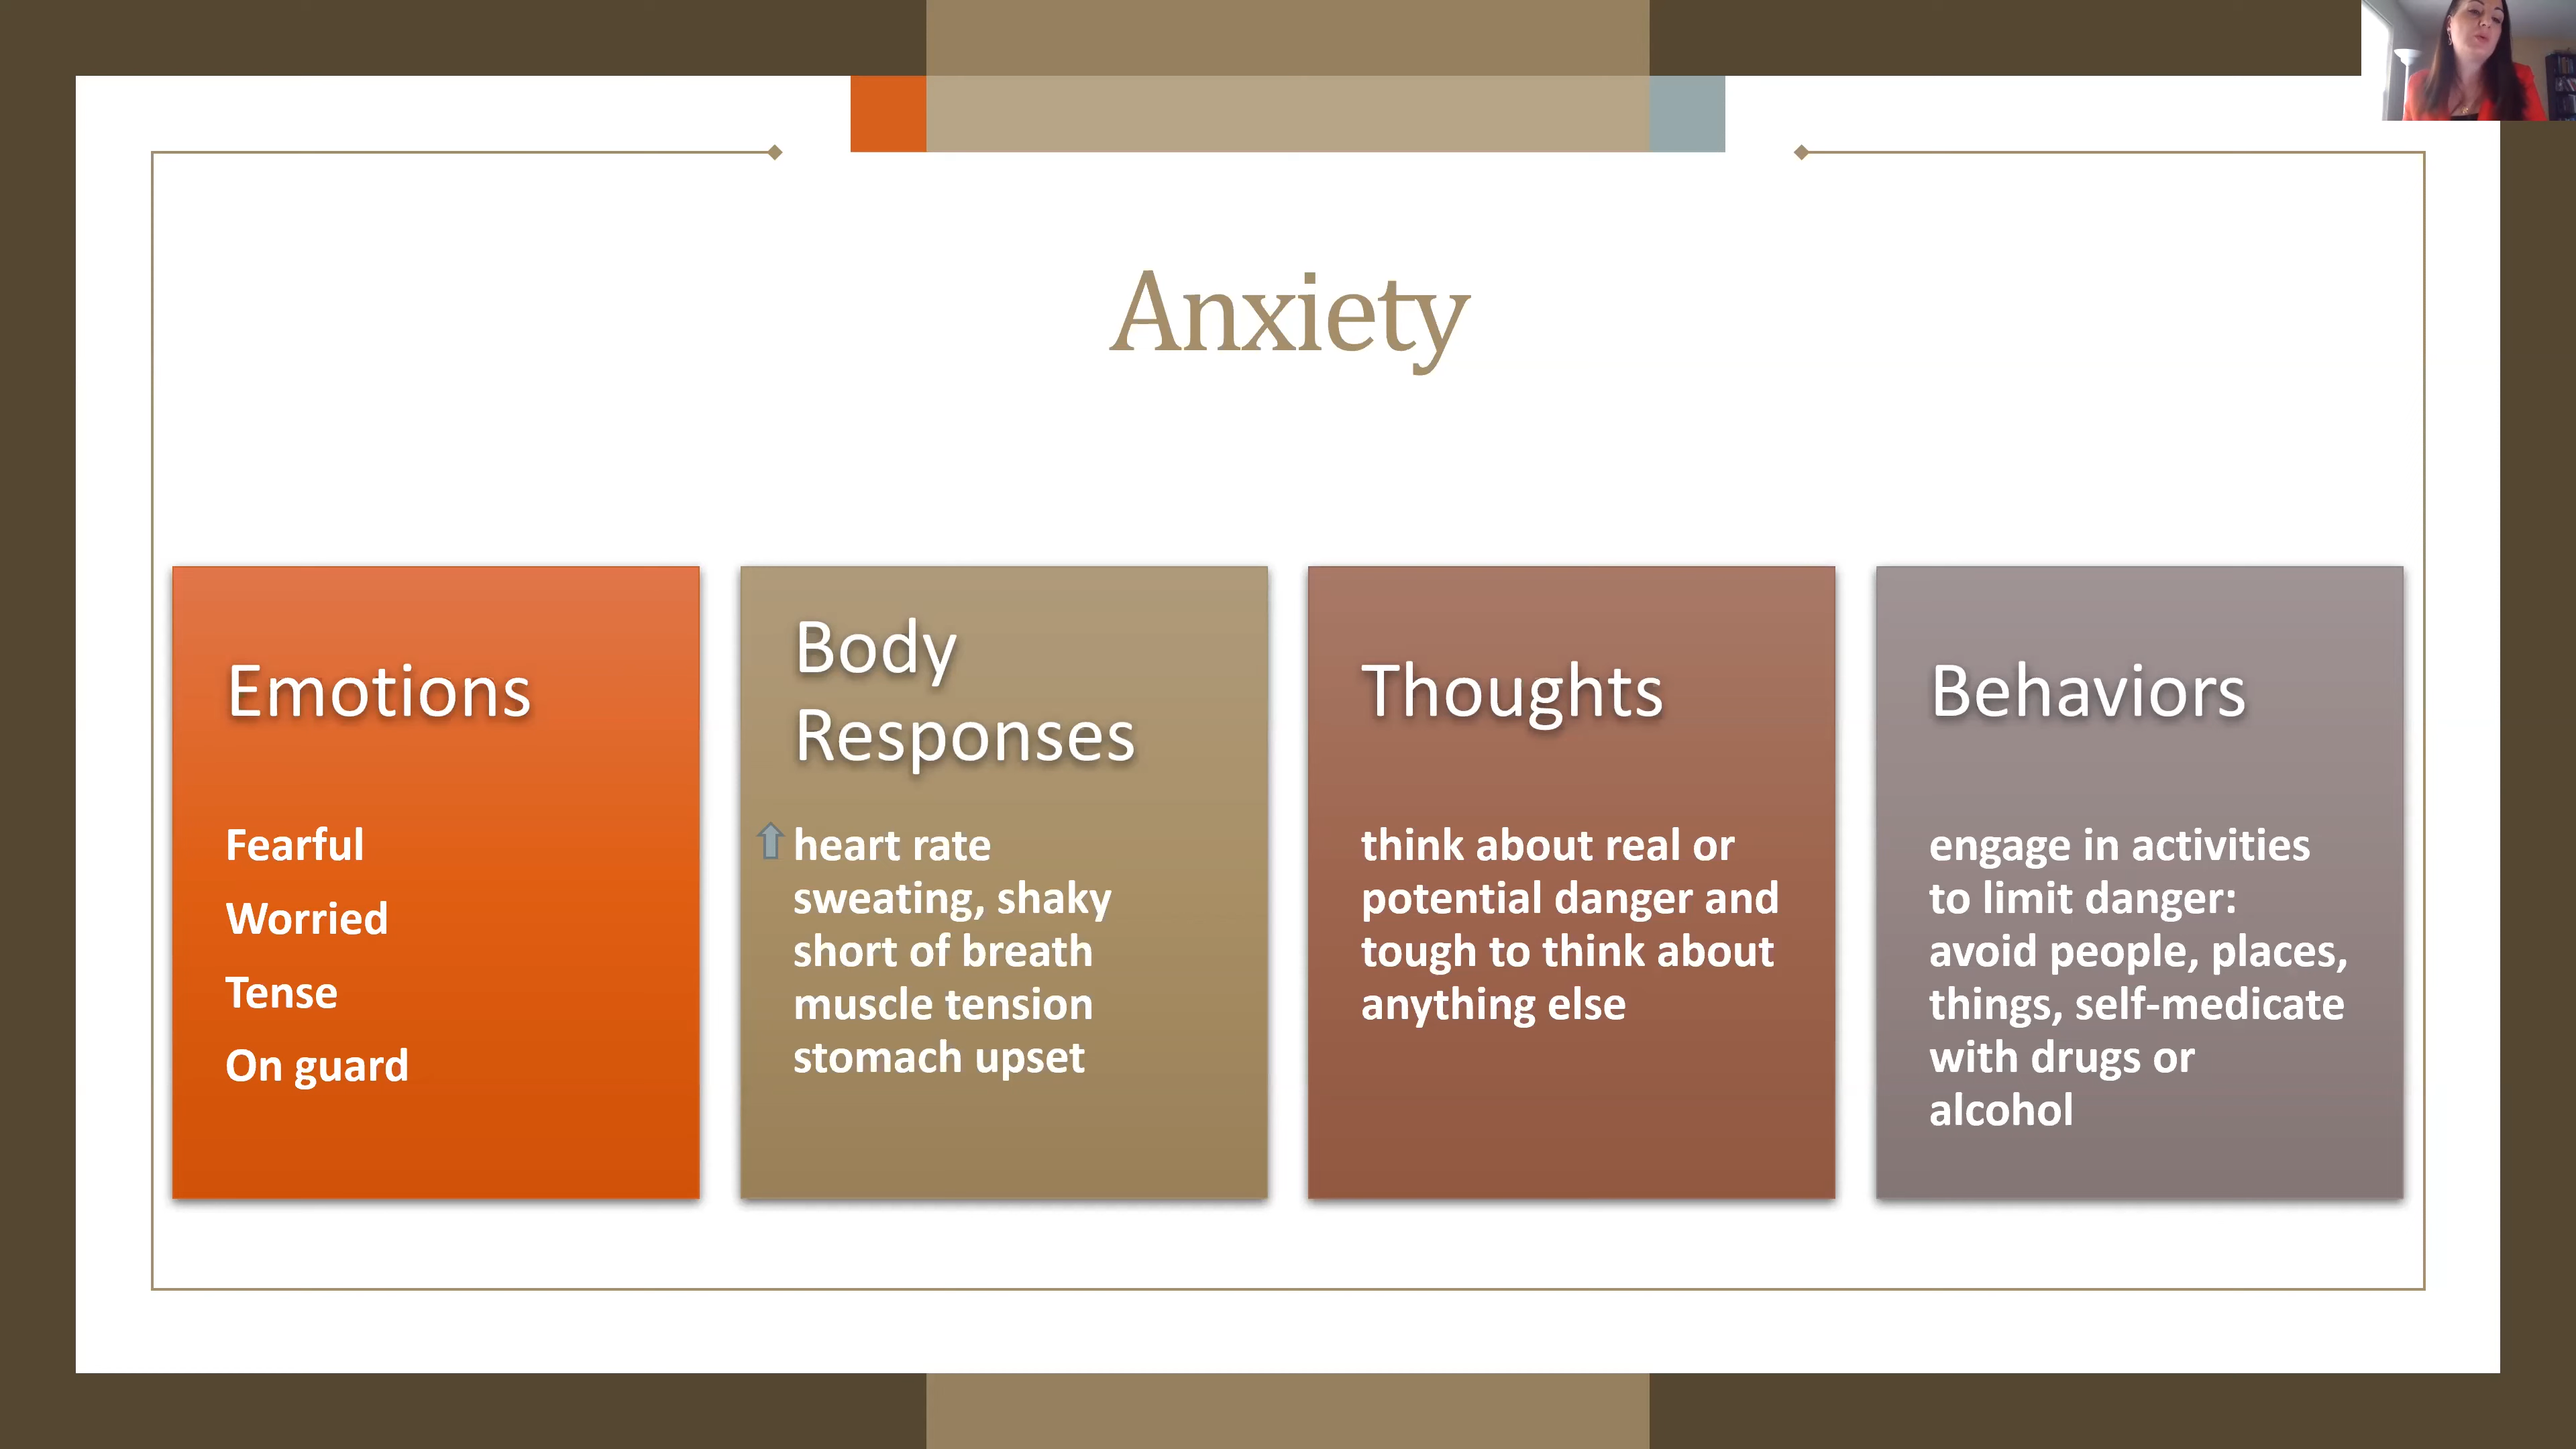 Anxiety
Emotions
Fearful
Worried
Tense
On guard
Body
Responses
heart rate
sweating, shaky
short of breath
muscle tension
stomach upset
Thoughts
think about real or
potential danger and
tough to think about
anything else
Behaviors
engage in activities
to limit danger:
avoid people, places,
things, self-medicate
with drugs or
alcohol